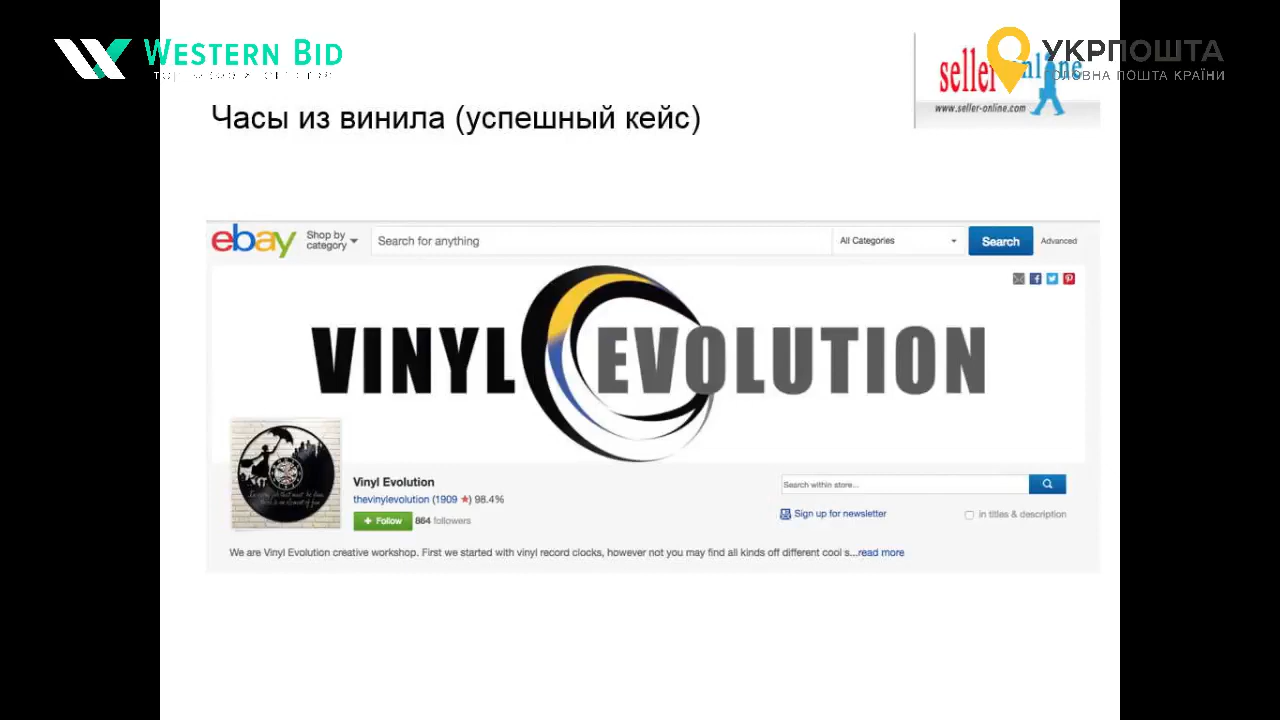 WESTERN BID
УКРПОШТА
ГОЛОВНА ПОШТА КРАЇНИ
seller online
www.seller-online.com
Часы из винила (успешный кейс)
ebay
Shop by category
Search for anything
All Categories
Search
Advanced
VINYL EVOLUTION
Vinyl Evolution
thevinylevolution (1909 ★) 98.4%
+ Follow
864 followers
Search within store...
Sign up for newsletter
in titles & description
We are Vinyl Evolution creative workshop. First we started with vinyl record clocks, however not you may find all kinds off different cool s...read more